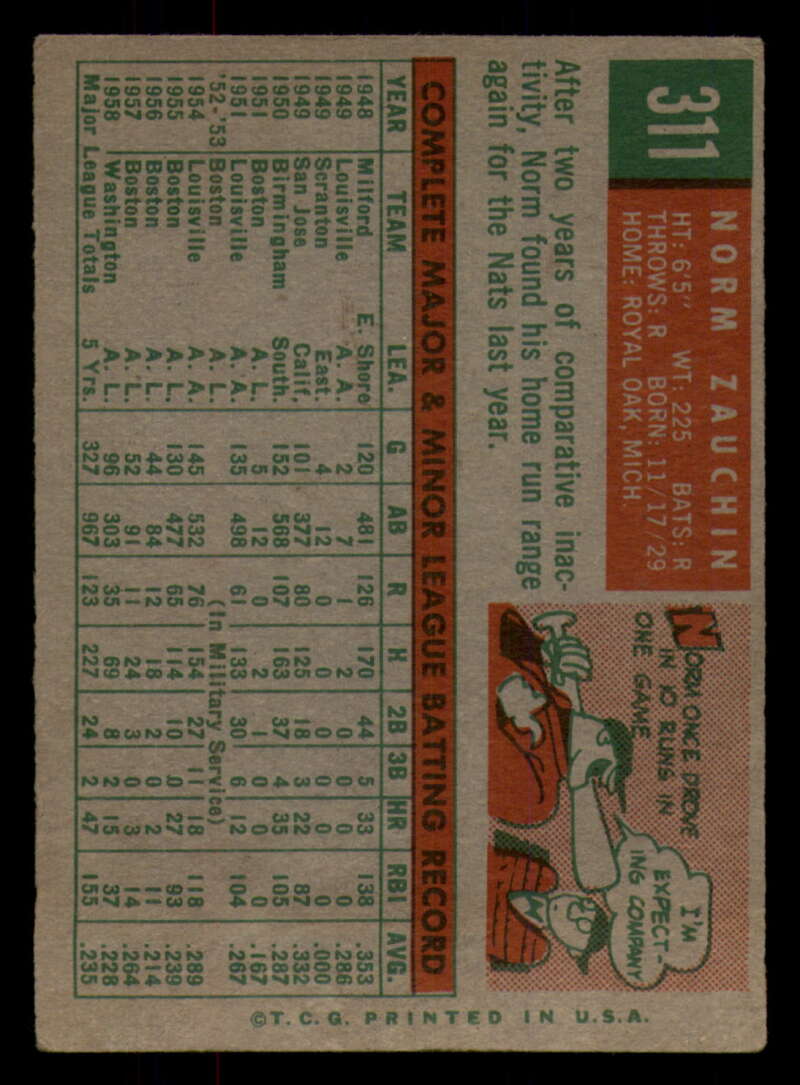 311
NORM ZAUCHIN
HT: 6'5" WT: 225 BATS: R
THROWS: R BORN: 11/17/29
HOME: ROYAL OAK, MICH.
After two years of comparative inac-
tivity, Norm found his home run range
again for the Nats last year.
NORM ONCE DROVE
IN 10 RUNS IN
ONE GAME
I'M
EXPECT-
ING COMPANY
COMPLETE MAJOR & MINOR LEAGUE BATTING RECORD
YEAR TEAM LEA. G AB R H 2B 3B HR RBI AVG.
1948 Milford E. Shore 120 481 126 170 44 5 33 138 .353
1949 Louisville A. A. 2 7 1 2 0 0 0 0 .286
1949 Scranton East. 4 12 0 0 0 0 0 0 .000
1949 San Jose Calif. 101 377 80 125 18 3 22 87 .332
1950 Birmingham South. 152 568 107 163 37 4 35 105 .287
1951 Boston A. L. 5 12 0 2 1 0 0 0 .167
1951 Louisville A. A. 135 498 61 133 30 6 12 104 .267
'52-'53 Boston A. L. (In Military Service)
1954 Louisville A. A. 145 532 76 154 27 11 18 118 .289
1955 Boston A. L. 130 477 65 114 10 0 27 93 .239
1956 Boston A. L. 44 84 12 18 2 0 2 11 .214
1957 Boston A. L. 52 91 11 24 3 0 3 14 .264
1958 Washington A. L. 96 303 35 69 8 2 15 37 .228
Major League Totals 5 Yrs. 327 967 123 227 24 2 47 155 .235
©T.C.G. PRINTED IN U.S.A.